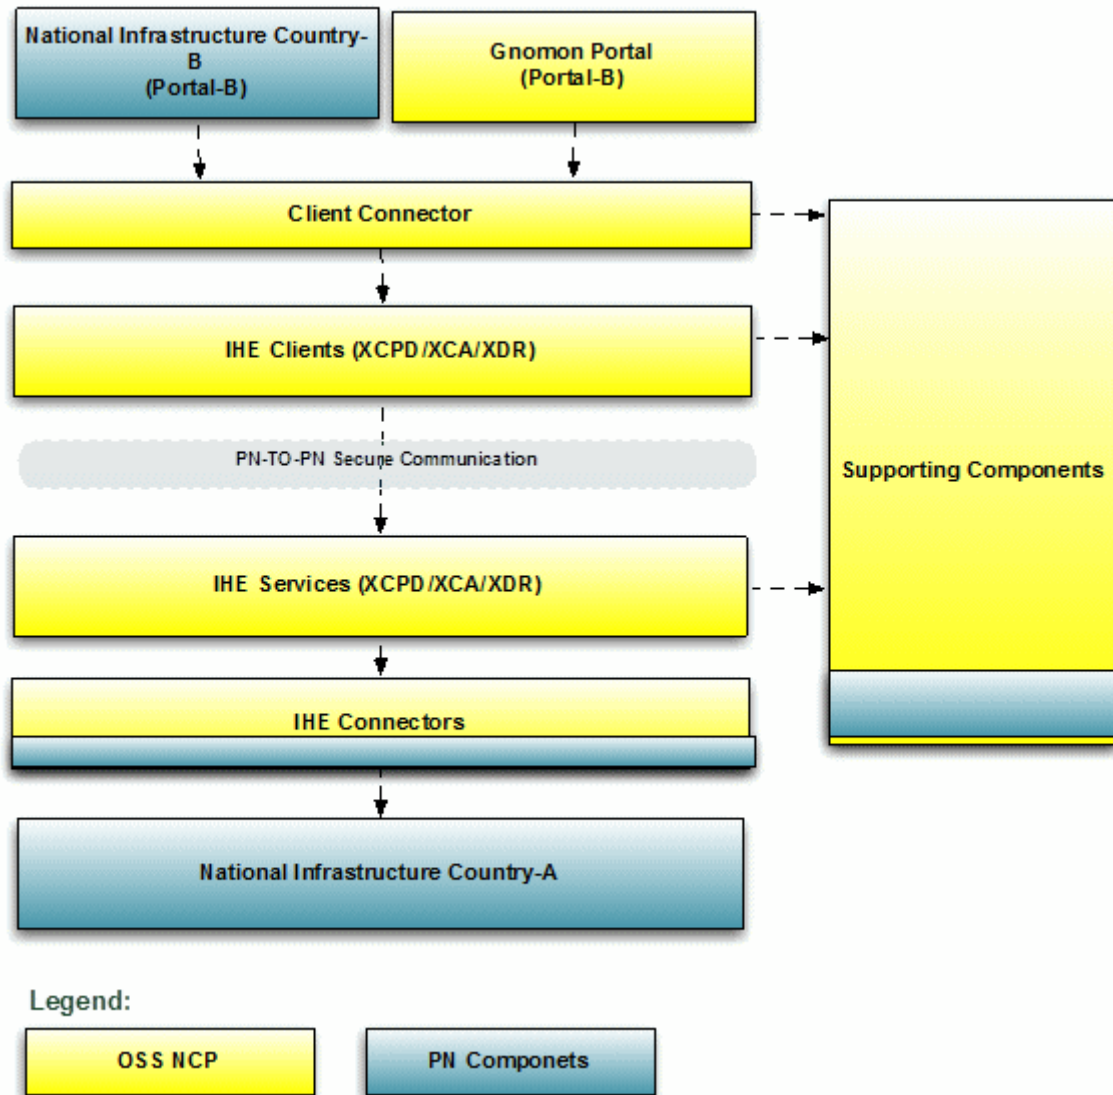 National Infrastructure Country-
B
(Portal-B)
Gnomon Portal
(Portal-B)
Client Connector
IHE Clients (XCPD/XCA/XDR)
PN-TO-PN Secure Communication
Supporting Components
IHE Services (XCPD/XCA/XDR)
IHE Connectors
National Infrastructure Country-A
Legend:
OSS NCP
PN Componets